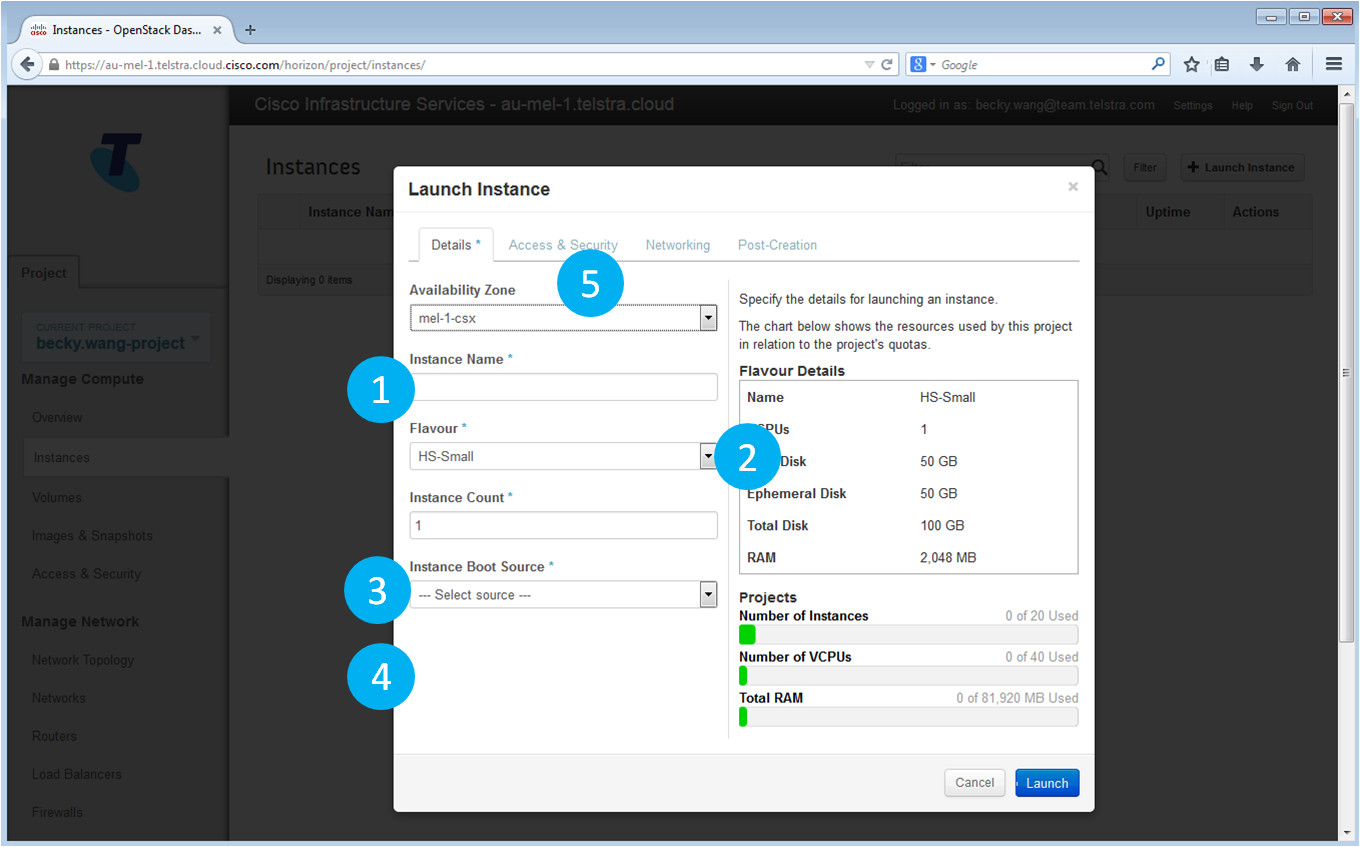 Instances - OpenStack Das...
https://au-mel-1.telstra.cloud.cisco.com/horizon/project/instances/
Google
Cisco Infrastructure Services - au-mel-1.telstra.cloud
Logged in as: becky.wang@team.telstra.com Settings Help Sign Out
Instances
Filter
Filter
+ Launch Instance
Instance Nam
Uptime
Actions
Displaying 0 items
Project
CURRENT PROJECT
becky.wang-project
Manage Compute
Overview
Instances
Volumes
Images & Snapshots
Access & Security
Manage Network
Network Topology
Networks
Routers
Load Balancers
Firewalls
Launch Instance
Details * Access & Security Networking Post-Creation
5
Availability Zone
mel-1-csx
Instance Name *
1
Flavour *
HS-Small
2
Instance Count *
1
Instance Boot Source *
3
--- Select source ---
4
Specify the details for launching an instance.
The chart below shows the resources used by this project
in relation to the project's quotas.
Flavour Details
Name HS-Small
CPUs 1
Disk 50 GB
Ephemeral Disk 50 GB
Total Disk 100 GB
RAM 2,048 MB
Projects
Number of Instances 0 of 20 Used
Number of VCPUs 0 of 40 Used
Total RAM 0 of 81,920 MB Used
Cancel
Launch